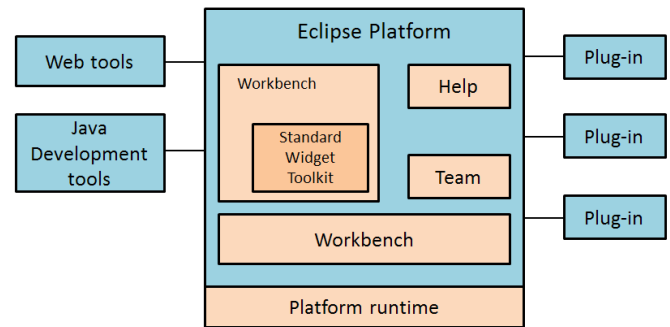 Eclipse Platform
Web tools
Java
Development
tools
Workbench
Standard
Widget
Toolkit
Help
Team
Workbench
Platform runtime
Plug-in
Plug-in
Plug-in